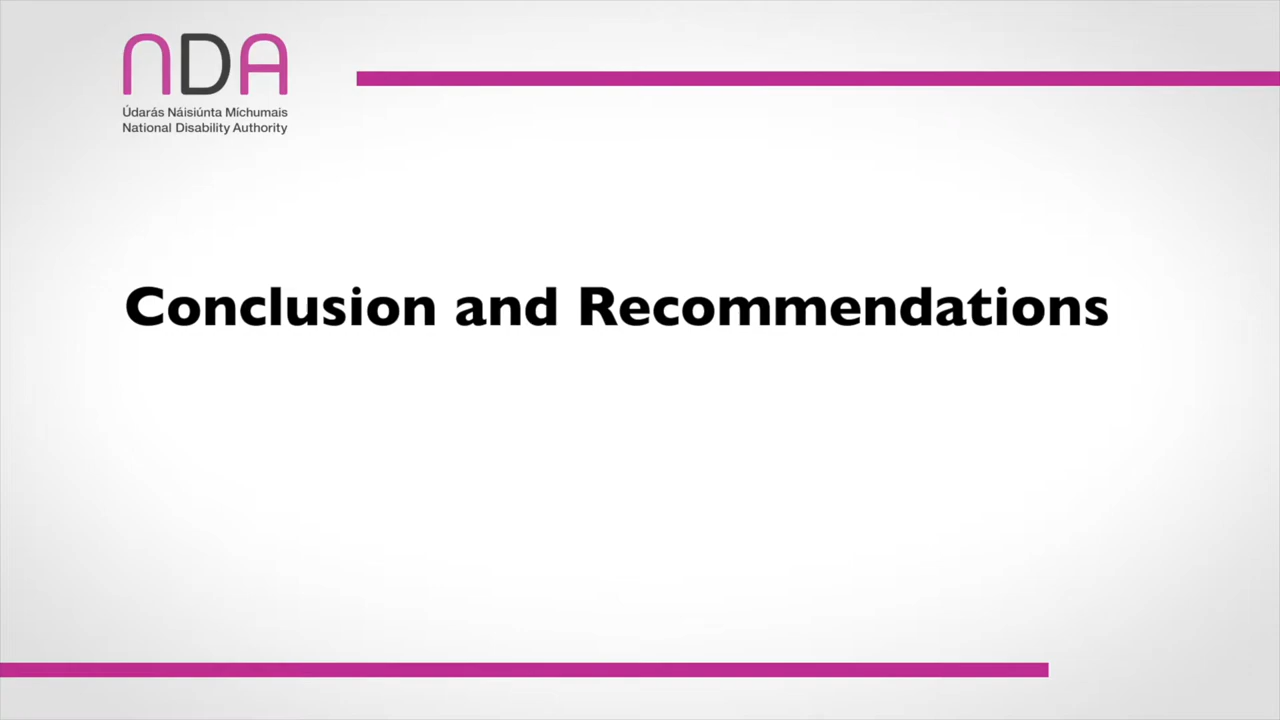 NDA
Údarás Náisiúnta Míchumais
National Disability Authority
Conclusion and Recommendations